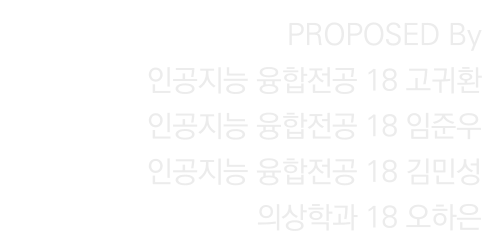 PROPOSED By
인공지능 융합전공 18 고귀환
인공지능 융합전공 18 임준우
인공지능 융합전공 18 김민성
의상학과 18 오하은